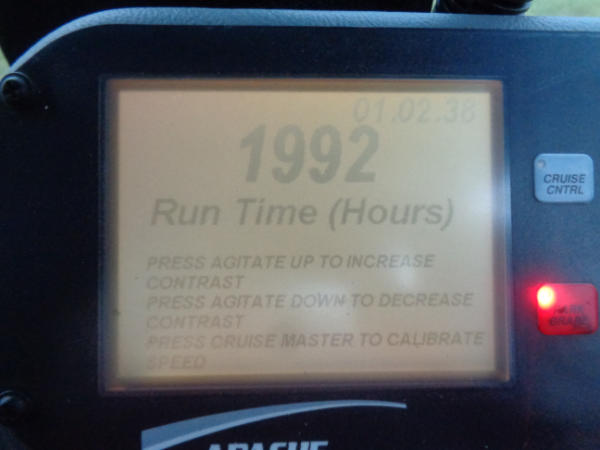 01.02.38
1992
Run Time (Hours)
PRESS AGITATE UP TO INCREASE
CONTRAST
PRESS AGITATE DOWN TO DECREASE
CONTRAST
PRESS CRUISE MASTER TO CALIBRATE
SPEED
CRUISE
CNTRL
BRAKE
APACHE